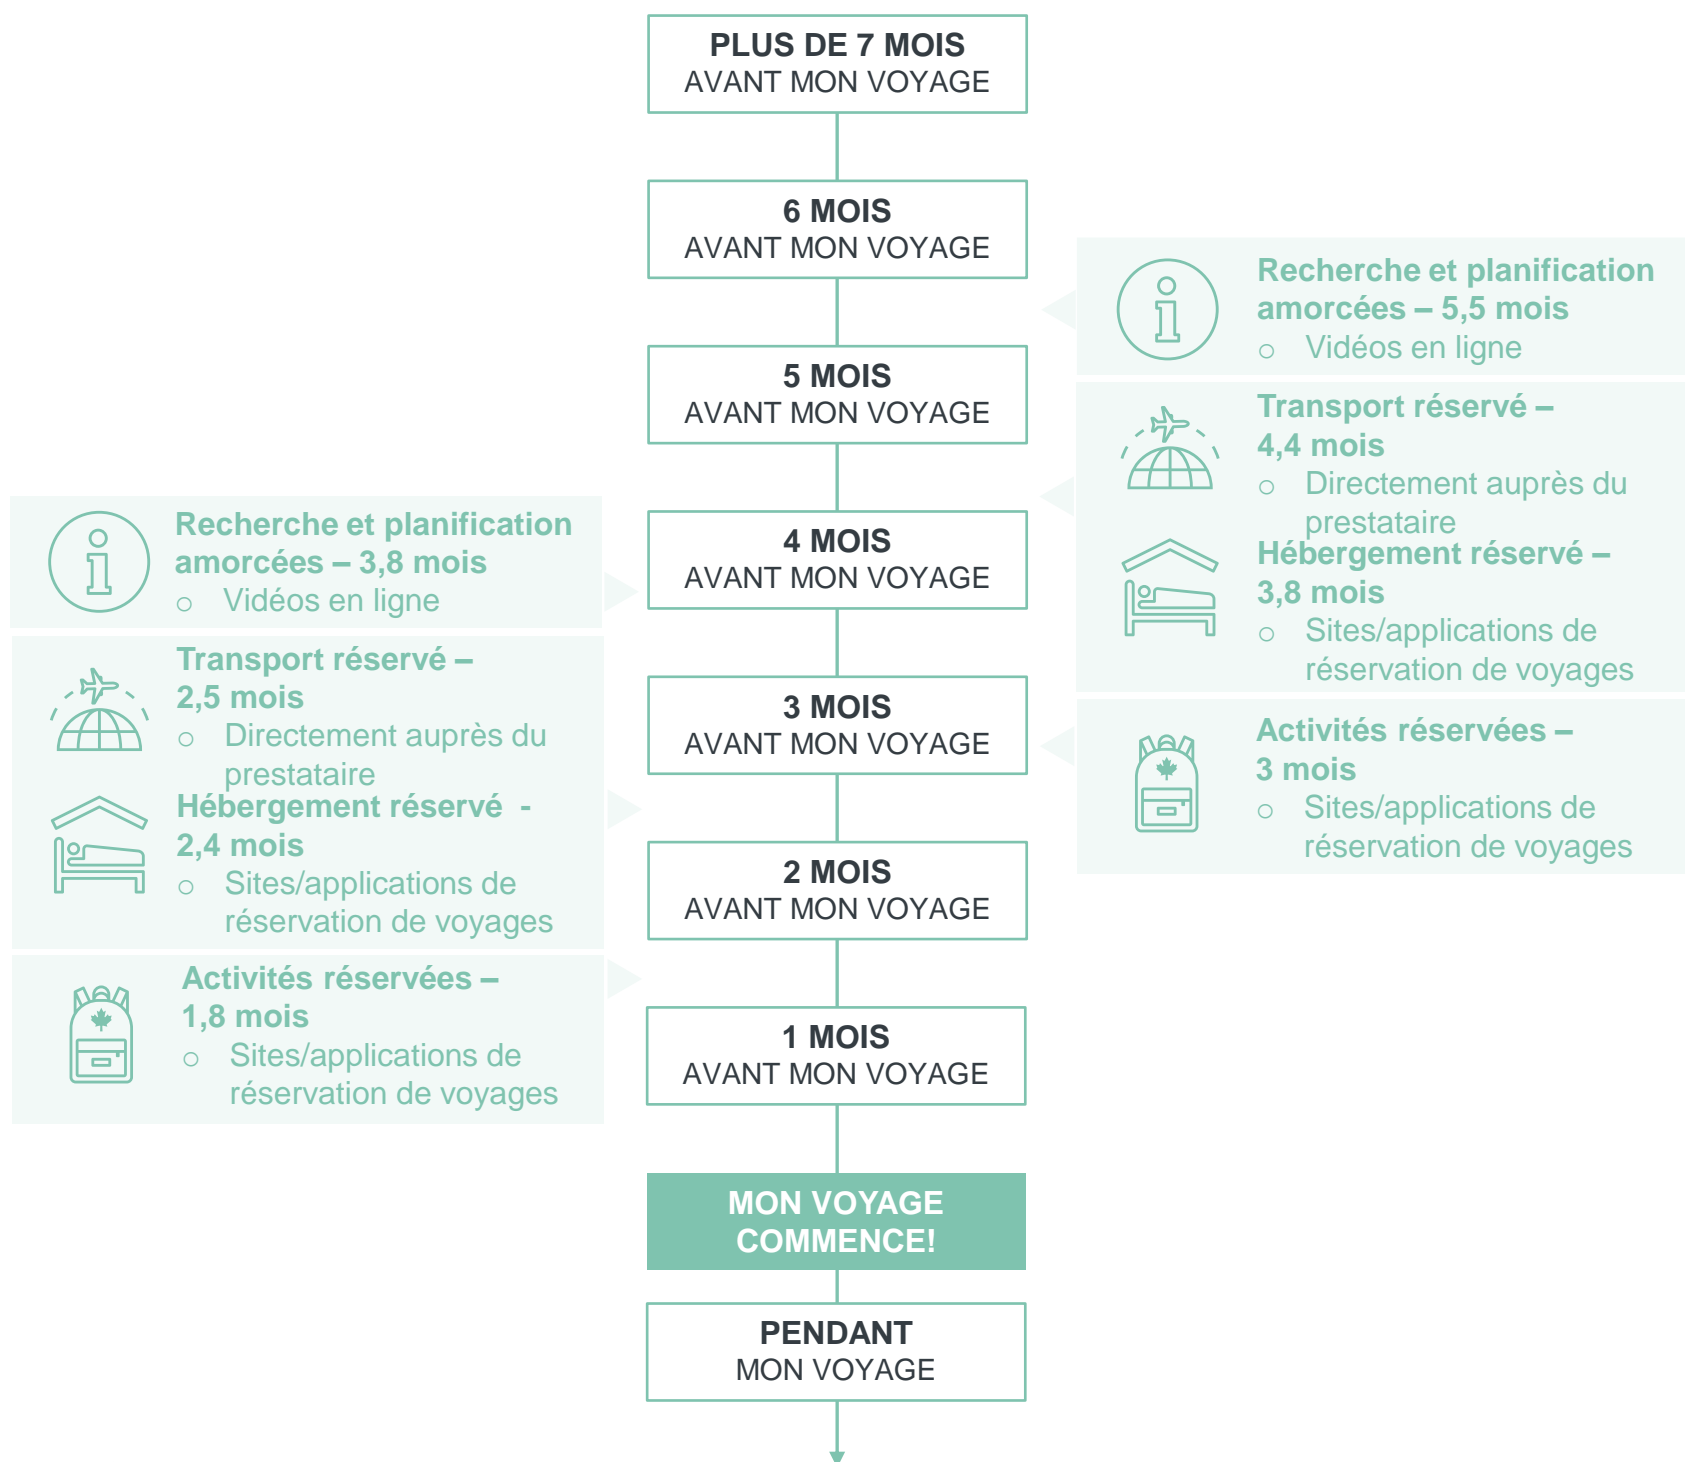 PLUS DE 7 MOIS
AVANT MON VOYAGE
6 MOIS
AVANT MON VOYAGE
5 MOIS
AVANT MON VOYAGE
4 MOIS
AVANT MON VOYAGE
3 MOIS
AVANT MON VOYAGE
2 MOIS
AVANT MON VOYAGE
1 MOIS
AVANT MON VOYAGE
MON VOYAGE
COMMENCE!
PENDANT
MON VOYAGE
Recherche et planification
amorcées – 3,8 mois
o Vidéos en ligne
Transport réservé –
2,5 mois
o Directement auprès du
prestataire
Hébergement réservé -
2,4 mois
o Sites/applications de
réservation de voyages
Activités réservées –
1,8 mois
o Sites/applications de
réservation de voyages
Recherche et planification
amorcées – 5,5 mois
o Vidéos en ligne
Transport réservé –
4,4 mois
o Directement auprès du
prestataire
Hébergement réservé –
3,8 mois
o Sites/applications de
réservation de voyages
Activités réservées –
3 mois
o Sites/applications de
réservation de voyages